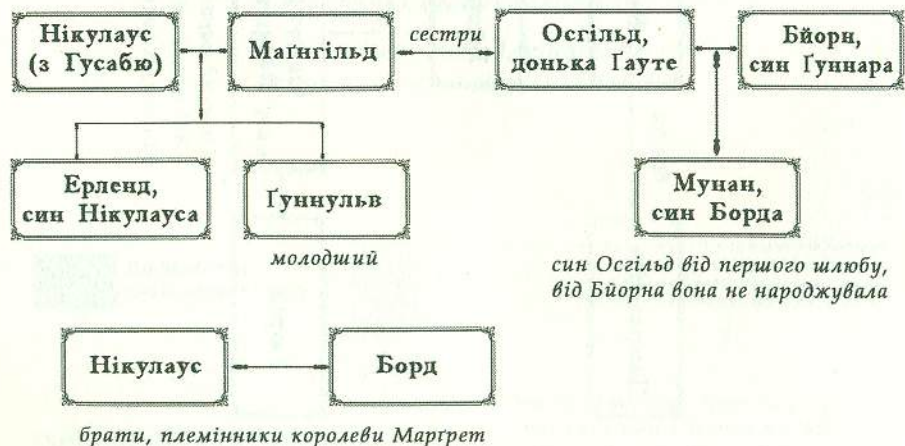 Нікулаус
(з Гусабю)
Маґнгільд
сестри
Осгільд,
донька Ґауте
Бйорн,
син Ґуннара
Ерленд,
син Нікулауса
Ґуннульв
молодший
Мунан,
син Борда
син Осгільд від першого шлюбу,
від Бйорна вона не народжувала
Нікулаус
Борд
брати, племінники королеви Марґрет